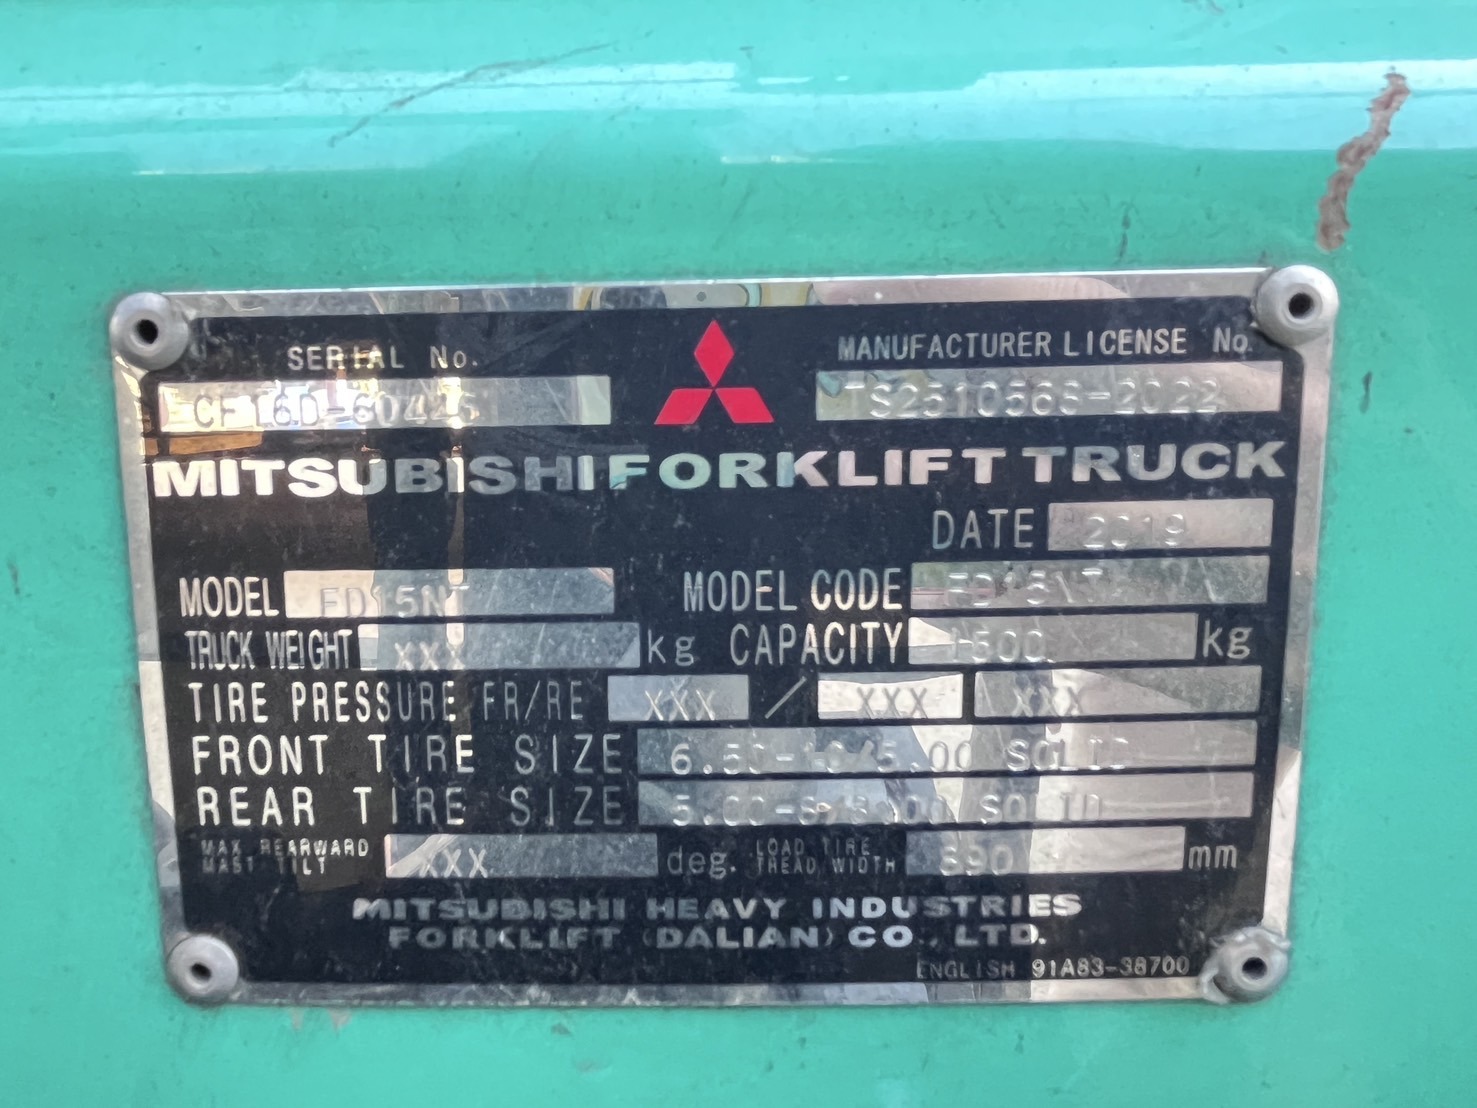 SERIAL No. MANUFACTURER LICENSE No.
TS2510566-2022
MITSUBISHI FORKLIFT TRUCK
DATE 2019
MODEL FD15NT MODEL CODE FD15NT
TRUCK WEIGHT XXX kg CAPACITY 1500 kg
TIRE PRESSURE FR/RE XXX / XXX XXX
FRONT TIRE SIZE 6.50-10/5.00 SOLID
REAR TIRE SIZE 5.00-8/3.00 SOLID
MAX REARWARD MAST TILT XXX deg. LOAD TIRE TREAD WIDTH 890 mm
MITSUBISHI HEAVY INDUSTRIES
FORKLIFT (DALIAN) CO., LTD.
ENGLISH 91A83-38700